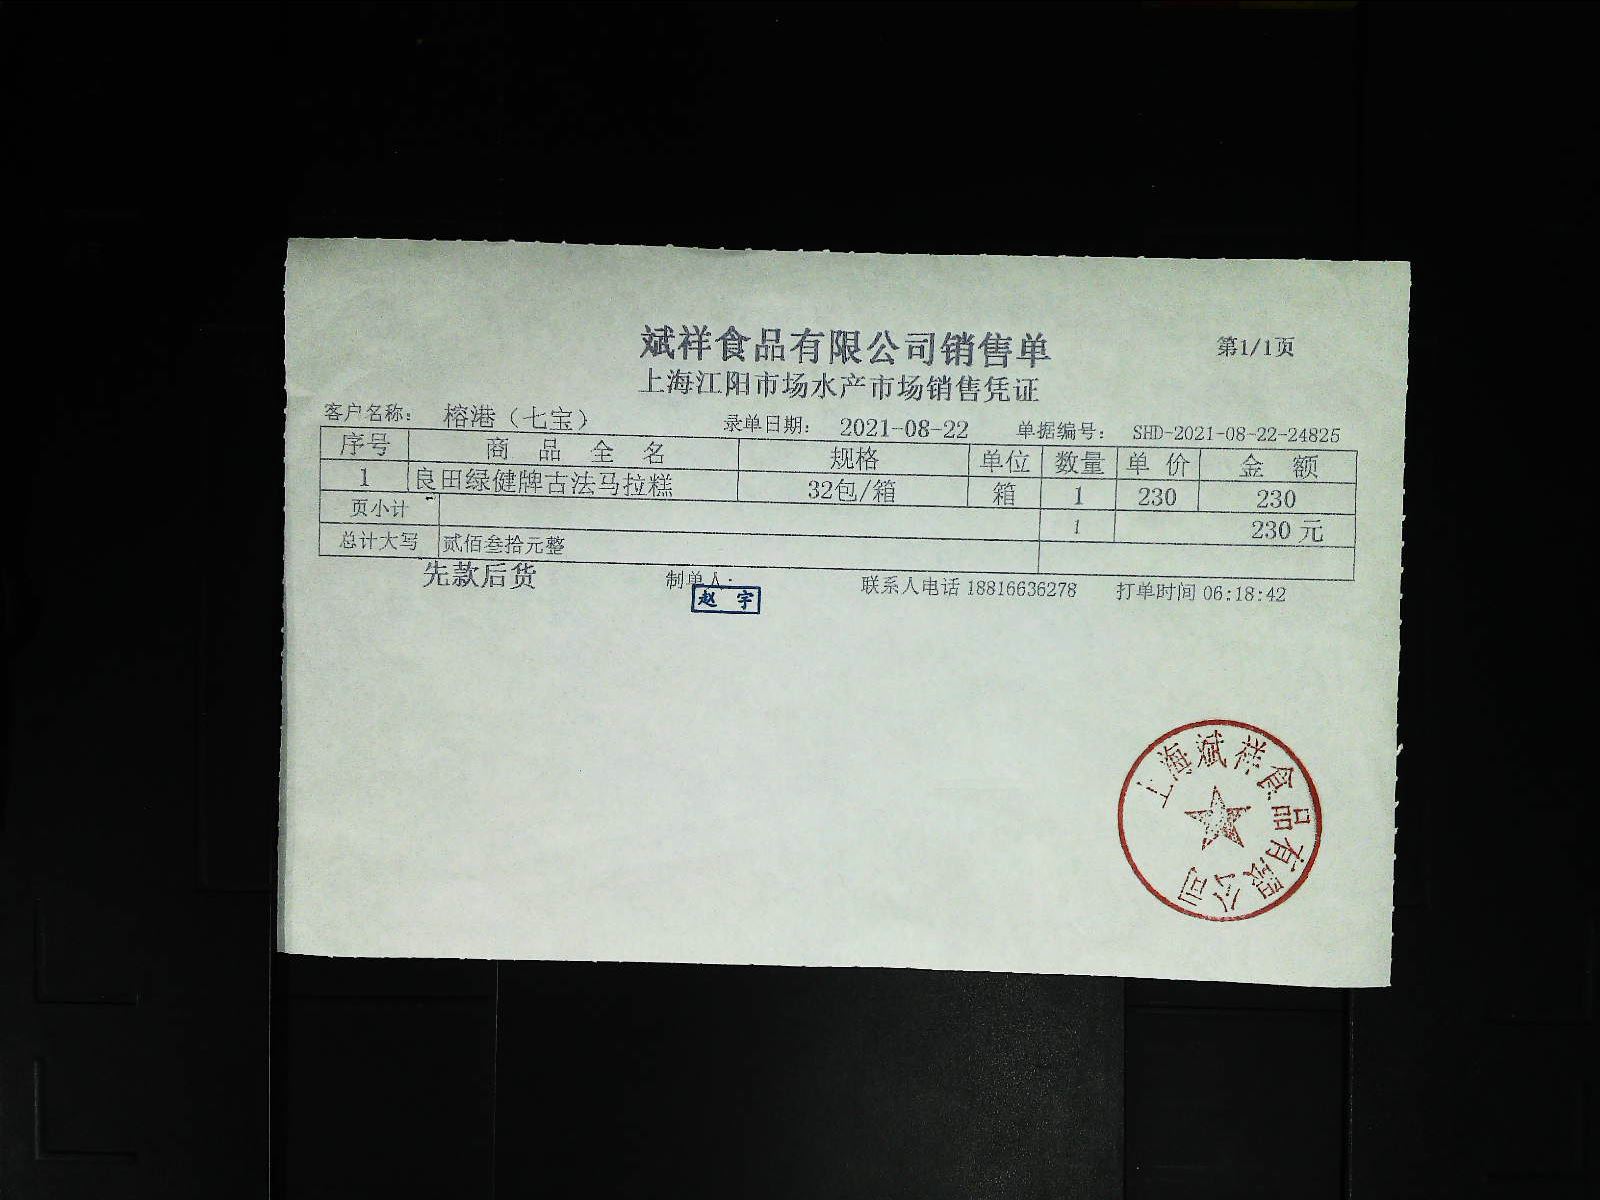 斌祥食品有限公司销售单 第1/1页
上海江阳市场水产市场销售凭证
客户名称： 榕港（七宝） 录单日期： 2021-08-22 单据编号： SHD-2021-08-22-24825
序号 商品全名 规格 单位 数量 单价 金额
1 良田绿健牌古法马拉糕 32包/箱 箱 1 230 230
页小计 1 230 元
总计大写 贰佰叁拾元整
先款后货 制单人： 联系人电话 18816636278 打单时间 06:18:42
赵宇
上海斌祥食品有限公司